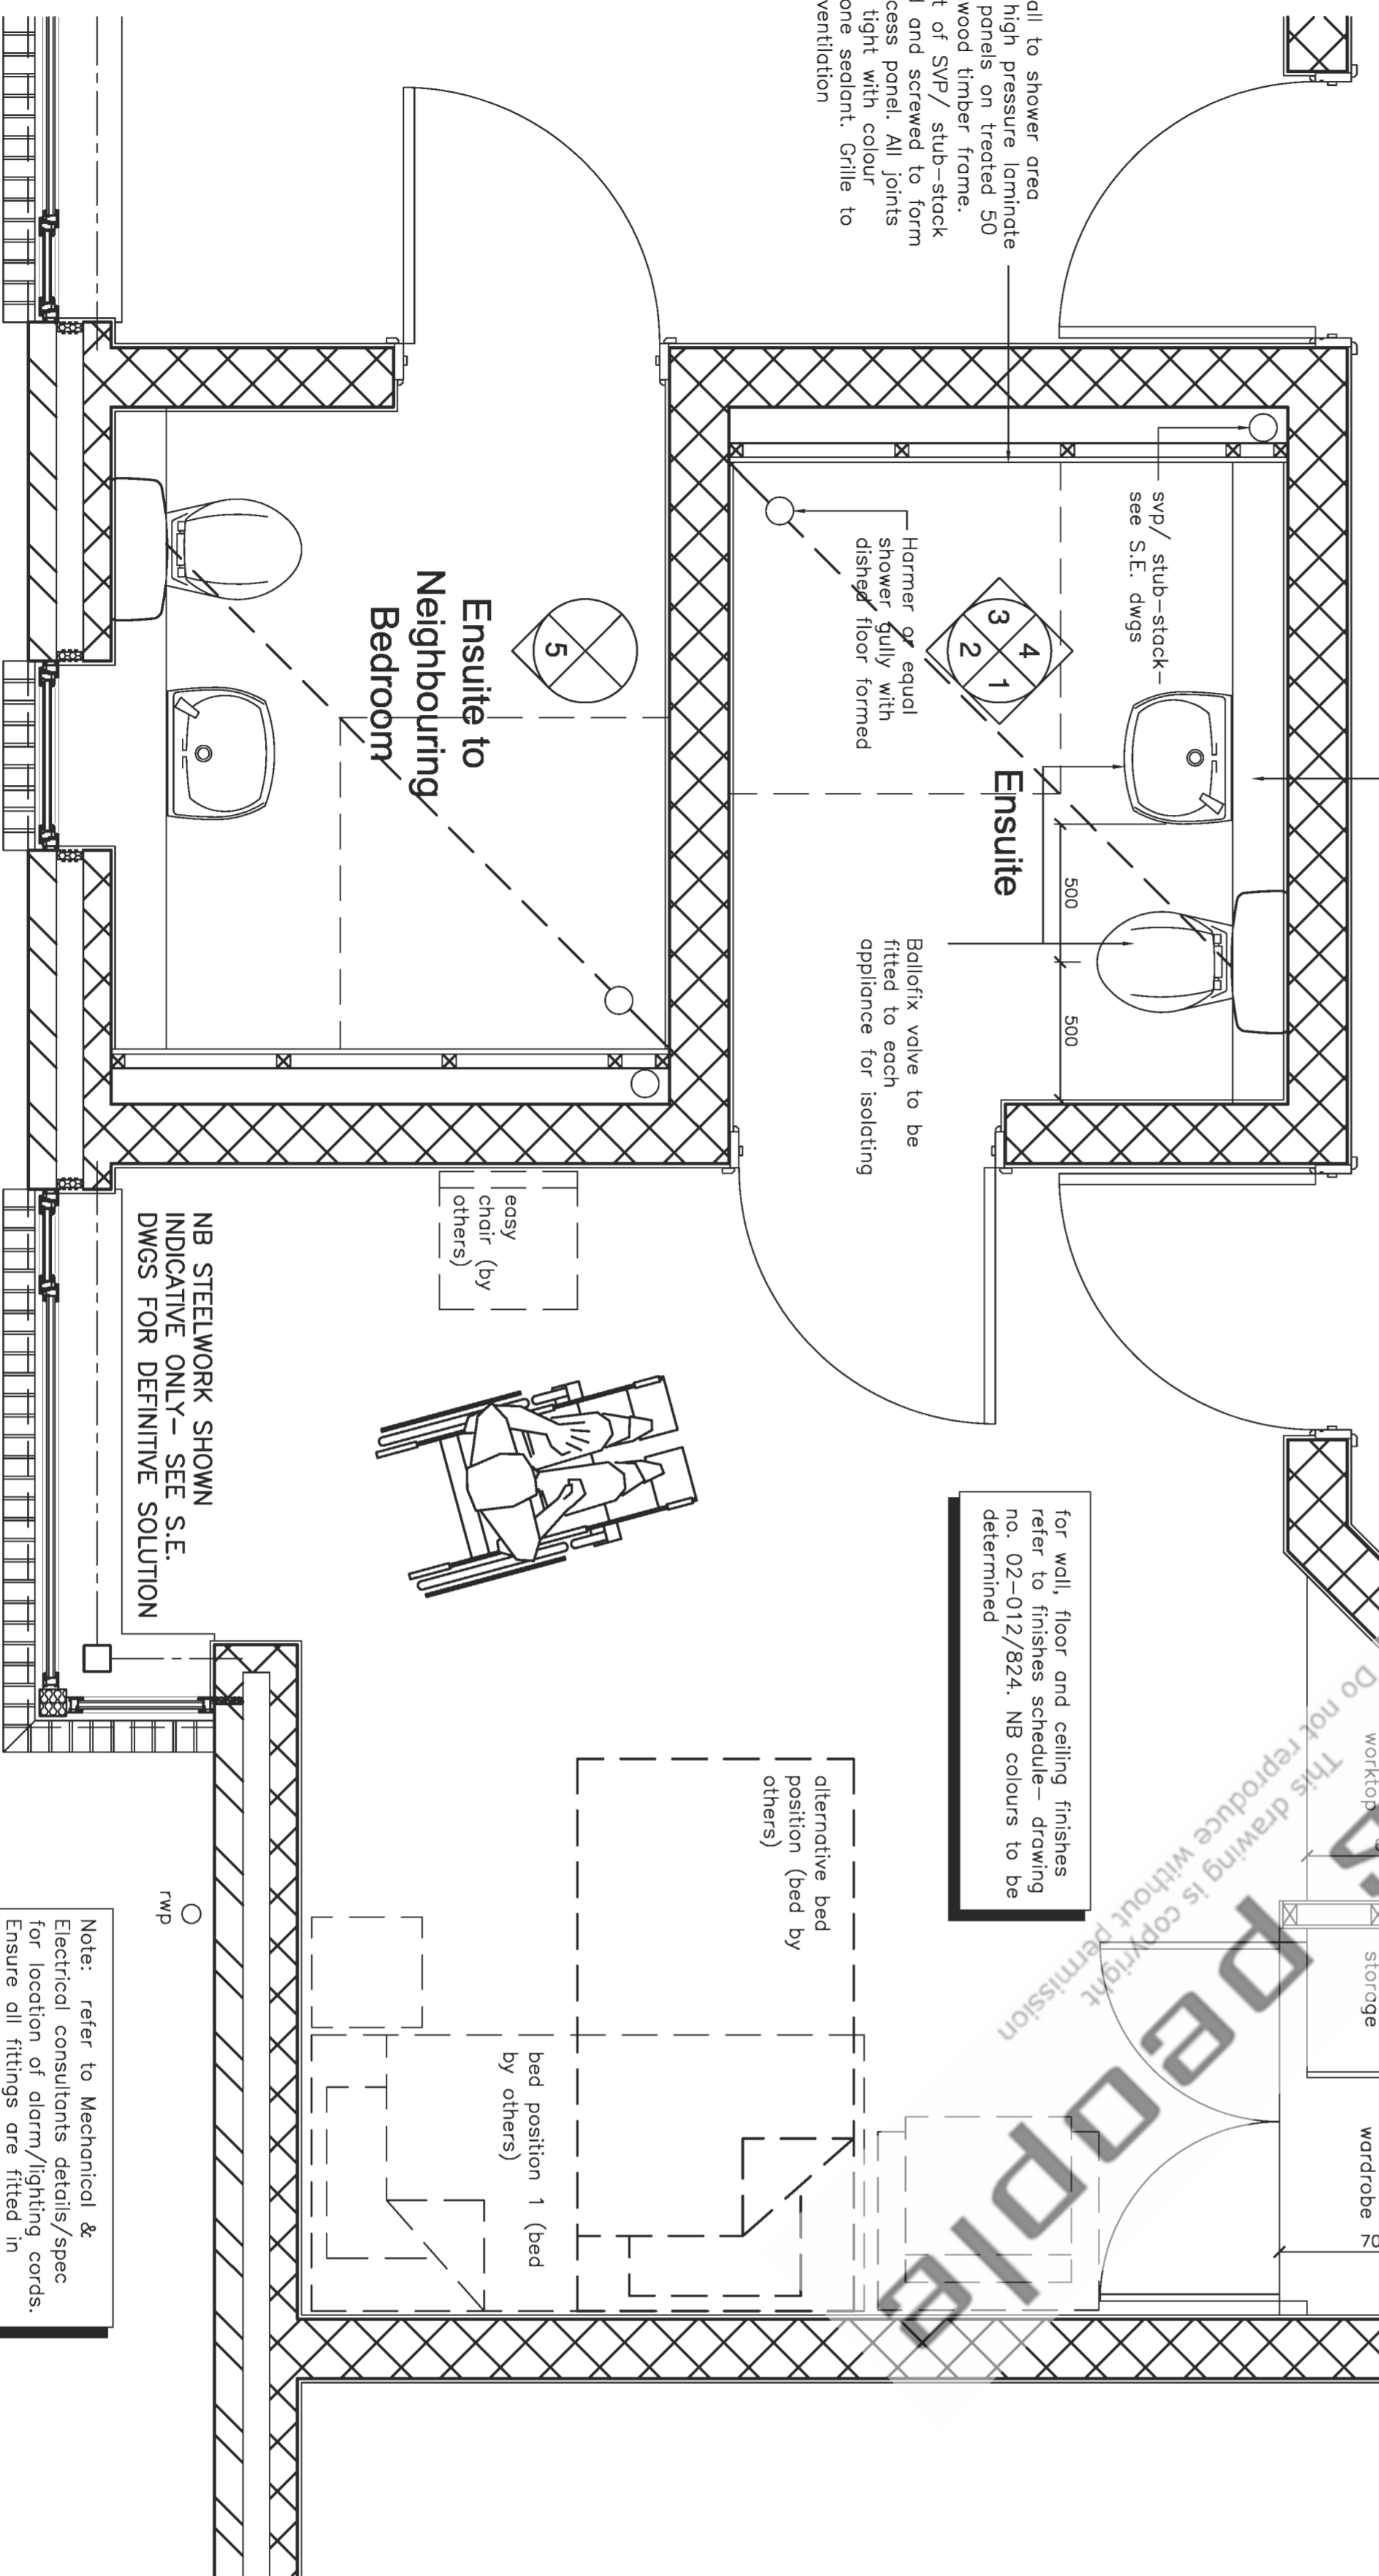 all to shower area
high pressure laminate
panels on treated 50
wood timber frame.
t of SVP/ stub-stack
and screwed to form
cess panel. All joints
tight with colour
one sealant. Grille to
ventilation
svp/ stub-stack-
see S.E. dwgs
Harmer or equal
shower gully with
dished floor formed
3 4
2 1
Ensuite
500
500
Ballofix valve to be
fitted to each
appliance for isolating
5
Ensuite to
Neighbouring
Bedroom
easy
chair (by
others)
NB STEELWORK SHOWN
INDICATIVE ONLY- SEE S.E.
DWGS FOR DEFINITIVE SOLUTION
for wall, floor and ceiling finishes
refer to finishes schedule- drawing
no. 02-012/824. NB colours to be
determined
worktop
storage
wardrobe
70
alternative bed
position (bed by
others)
bed position 1 (bed
by others)
rwp
Note: refer to Mechanical &
Electrical consultants details/spec
for location of alarm/lighting cords.
Ensure all fittings are fitted in
This drawing is copyright
Do not reproduce without permission